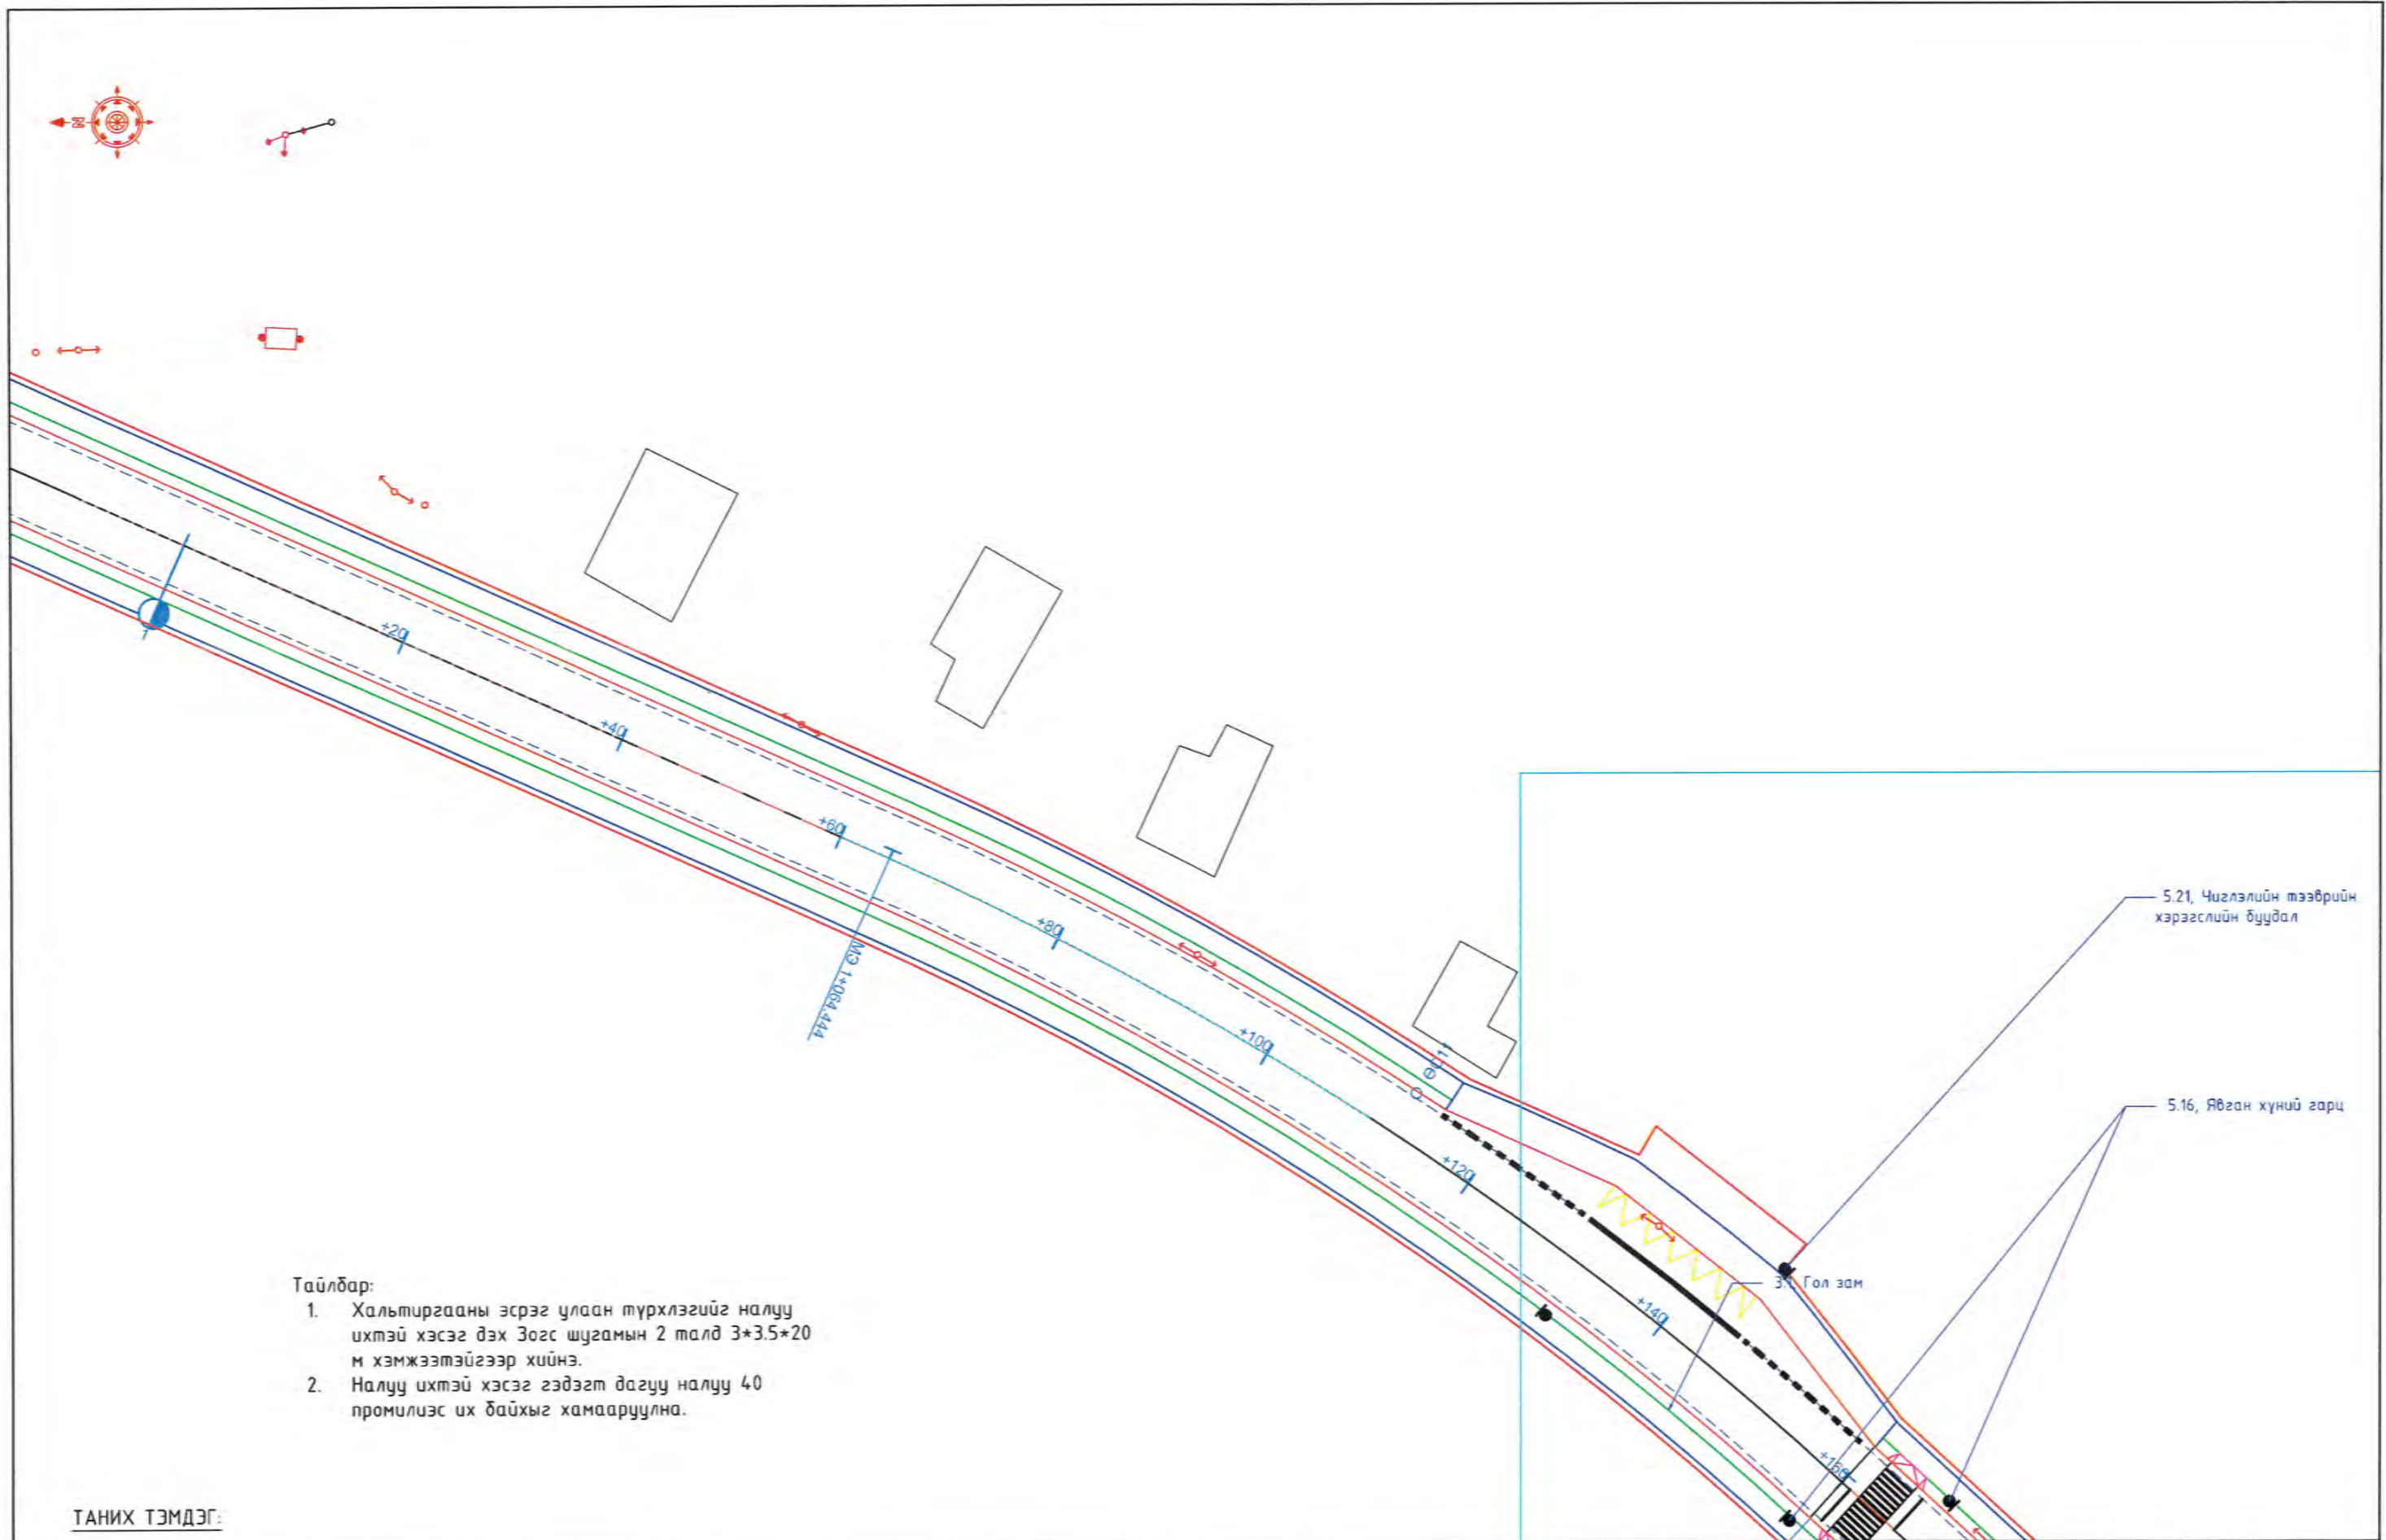 N
1
+20
+40
+60
МЭ 1+064.444
+80
+100
+120
+140
5.21, Чиглэлийн тээврийн
хэрэгслийн буудал
5.16, Явган хүний гарц
Гол зам
Тайлбар:
1. Хальтиргааны эсрэг улаан түрхлэгийг налуу
ихтэй хэсэг дэх Зогс шугамын 2 талд 3*3.5*20
м хэмжээтэйгээр хийнэ.
2. Налуу ихтэй хэсэг гэдэгт дагуу налуу 40
промилиэс их байхыг хамааруулна.
ТАНИХ ТЭМДЭГ: